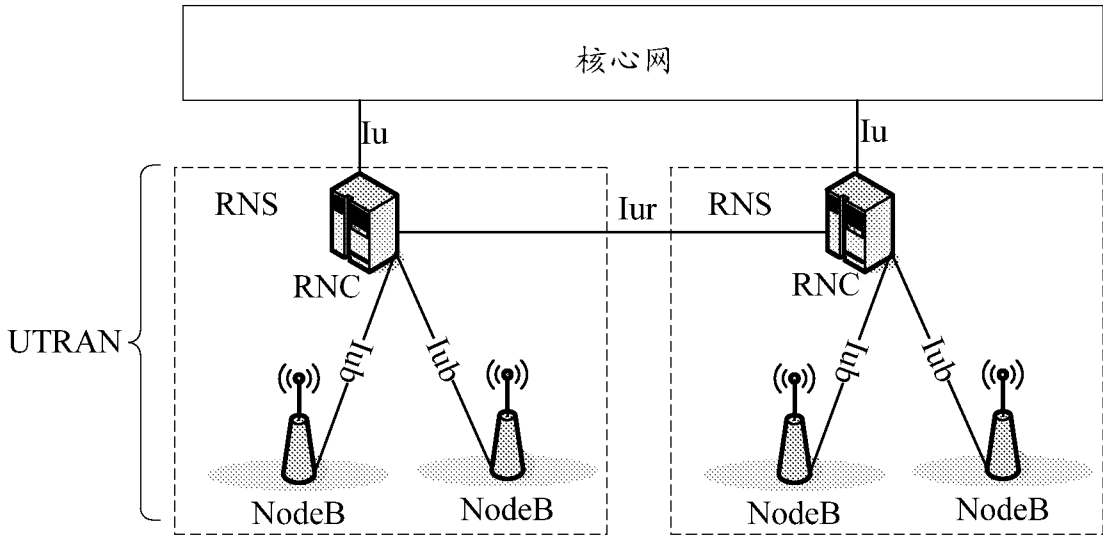 核心网
Iu
Iu
RNS
RNS
Iur
RNC
RNC
UTRAN
Iub
Iub
Iub
Iub
NodeB
NodeB
NodeB
NodeB